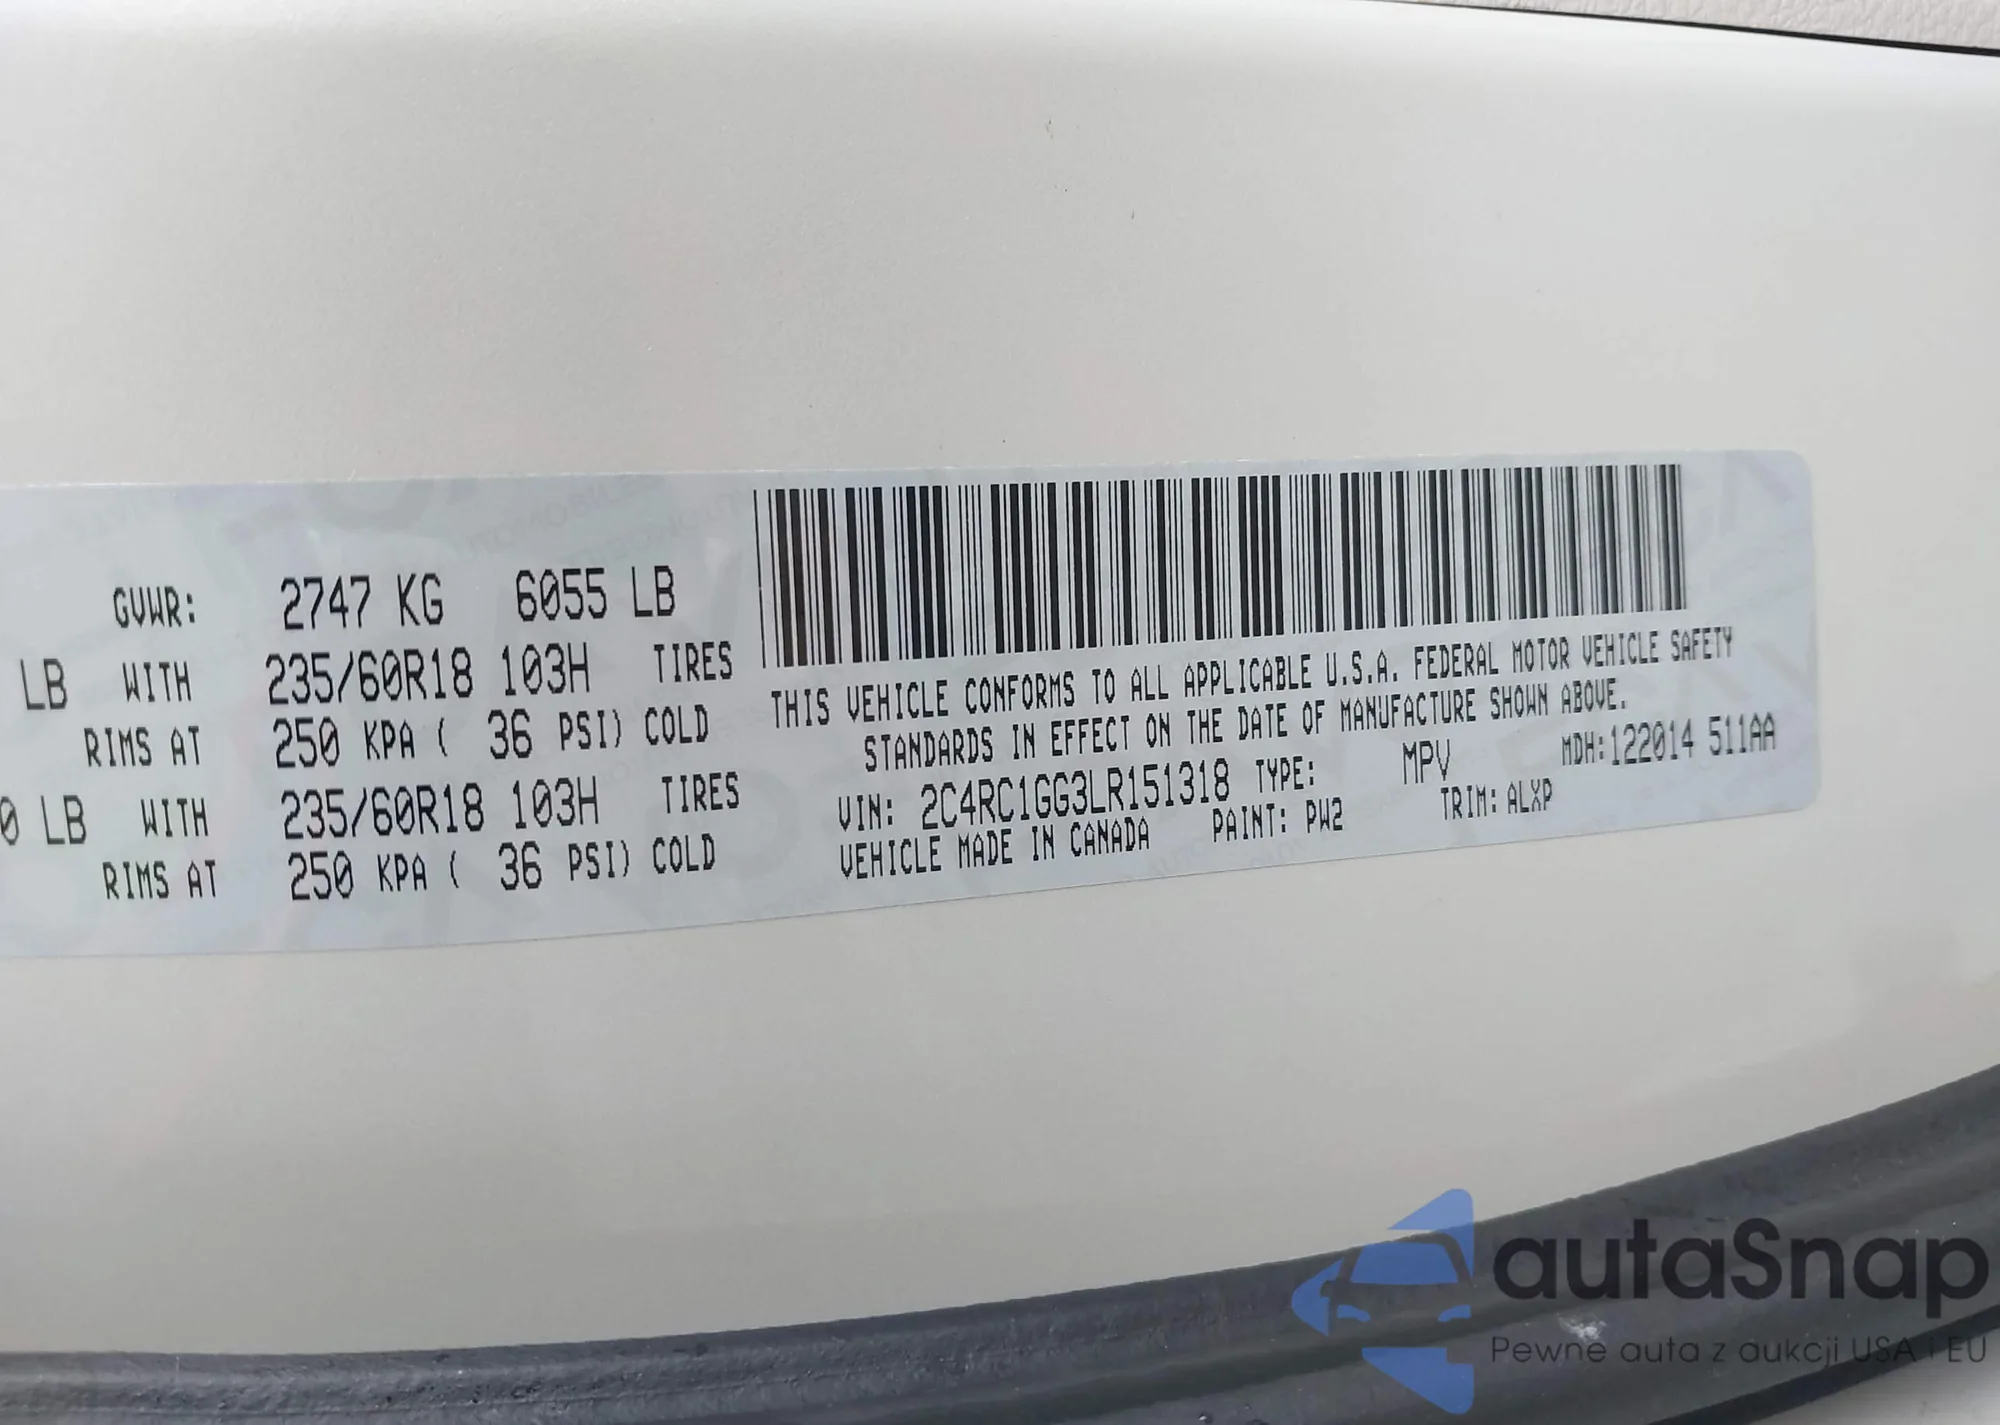 GVWR: 2747 KG 6055 LB
LB WITH 235/60R18 103H TIRES
RIMS AT 250 KPA ( 36 PSI) COLD
0 LB WITH 235/60R18 103H TIRES
RIMS AT 250 KPA ( 36 PSI) COLD
THIS VEHICLE CONFORMS TO ALL APPLICABLE U.S.A. FEDERAL MOTOR VEHICLE SAFETY
STANDARDS IN EFFECT ON THE DATE OF MANUFACTURE SHOWN ABOVE.
VIN: 2C4RC1GG3LR151318 TYPE: MPV MDH:122014 511AA
VEHICLE MADE IN CANADA PAINT: PW2 TRIM: ALXP
autaSnap
Pewne auta z aukcji USA i EU